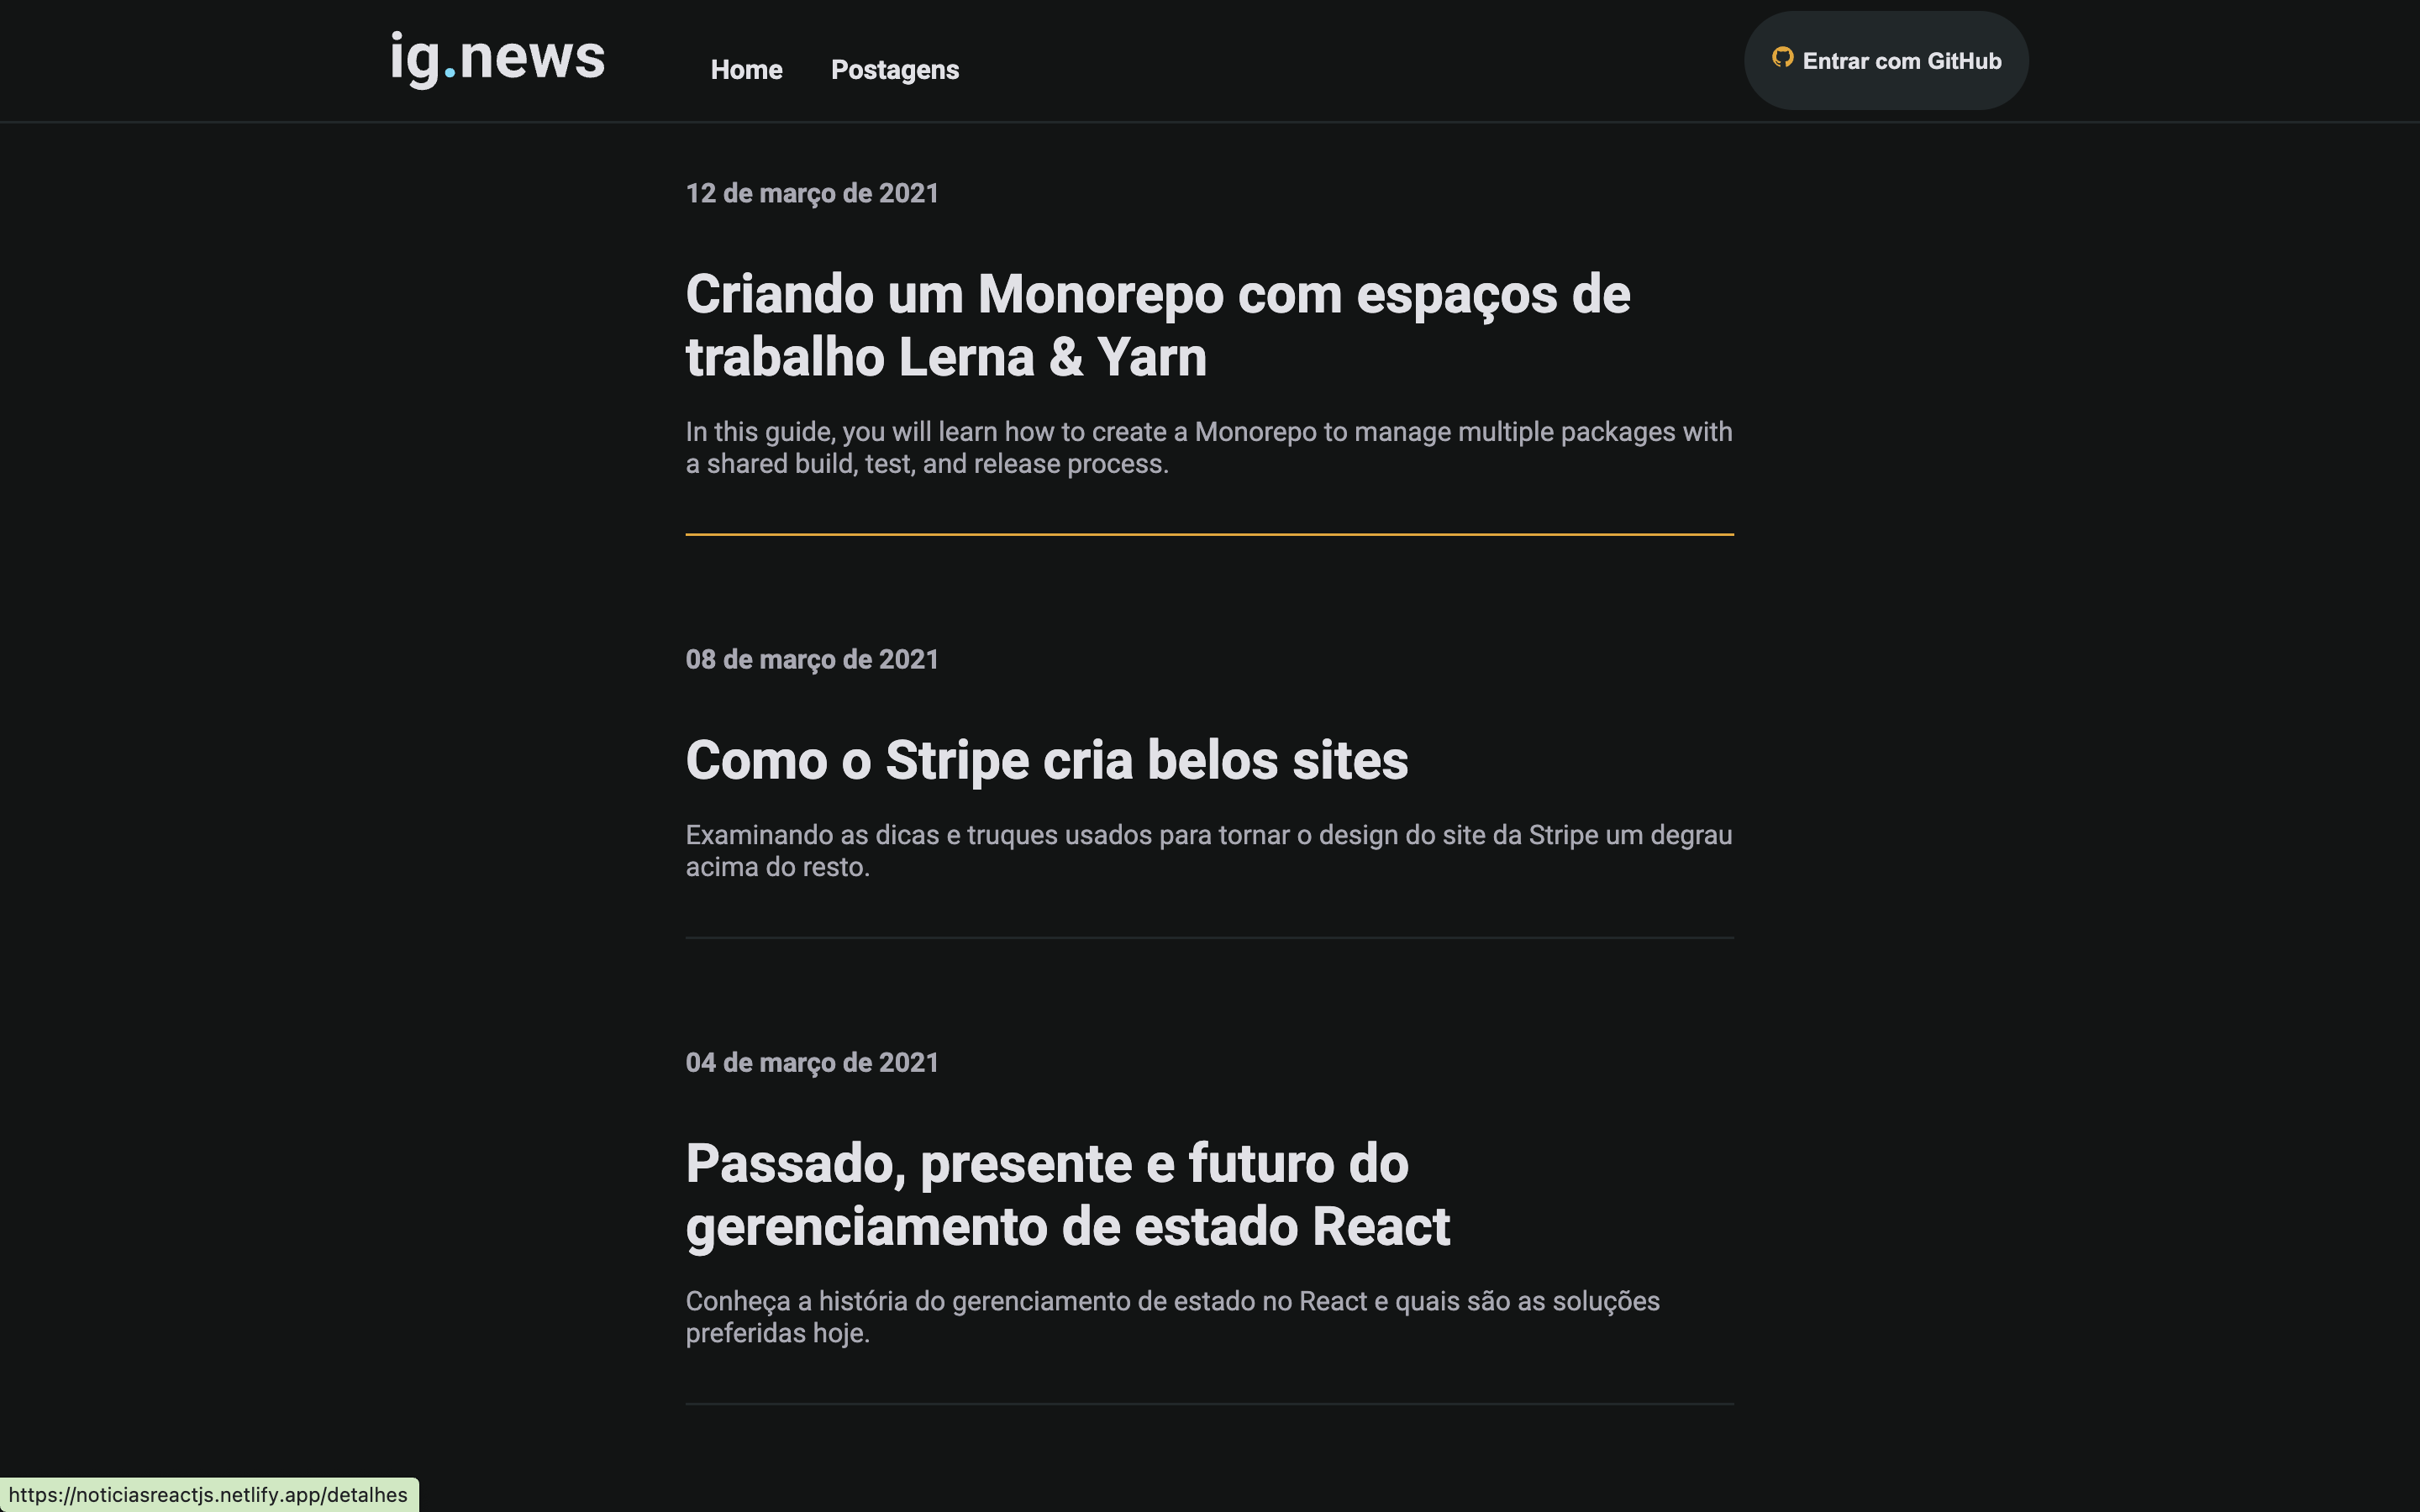 ig.news
Home
Postagens
Entrar com GitHub
12 de março de 2021
Criando um Monorepo com espaços de
trabalho Lerna & Yarn
In this guide, you will learn how to create a Monorepo to manage multiple packages with
a shared build, test, and release process.
08 de março de 2021
Como o Stripe cria belos sites
Examinando as dicas e truques usados para tornar o design do site da Stripe um degrau
acima do resto.
04 de março de 2021
Passado, presente e futuro do
gerenciamento de estado React
Conheça a história do gerenciamento de estado no React e quais são as soluções
preferidas hoje.
https://noticiasreactjs.netlify.app/detalhes